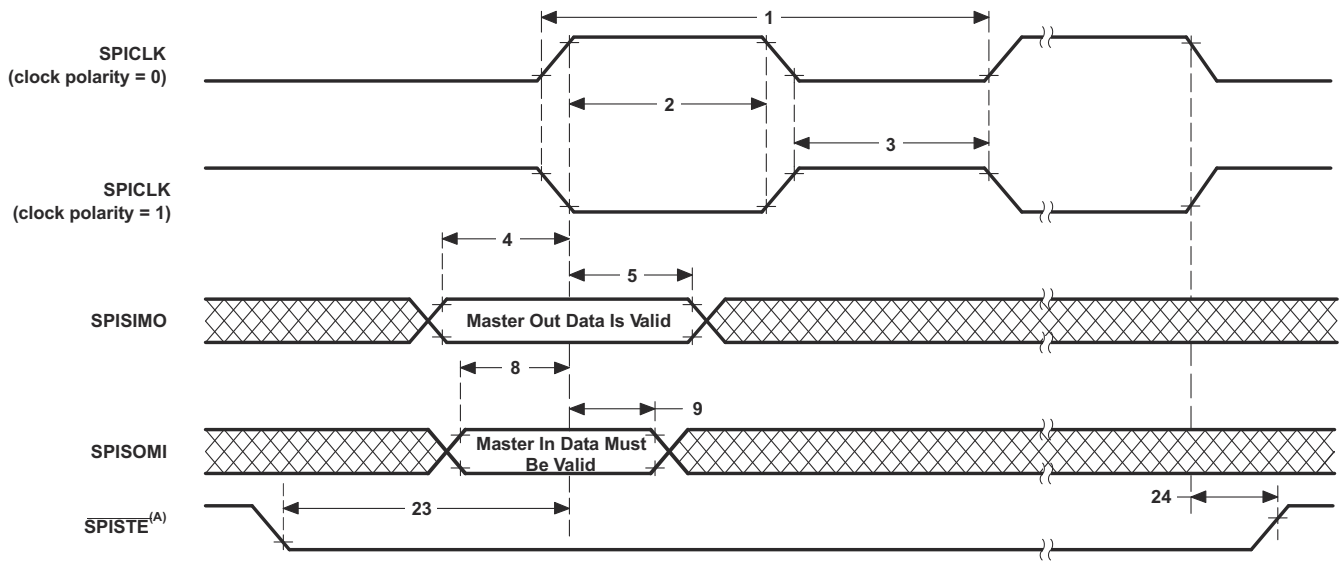 1
SPICLK
(clock polarity = 0)
2
3
SPICLK
(clock polarity = 1)
4
5
SPISIMO
Master Out Data Is Valid
8
9
SPISOMI
Master In Data Must
Be Valid
23
24
SPISTE(A)